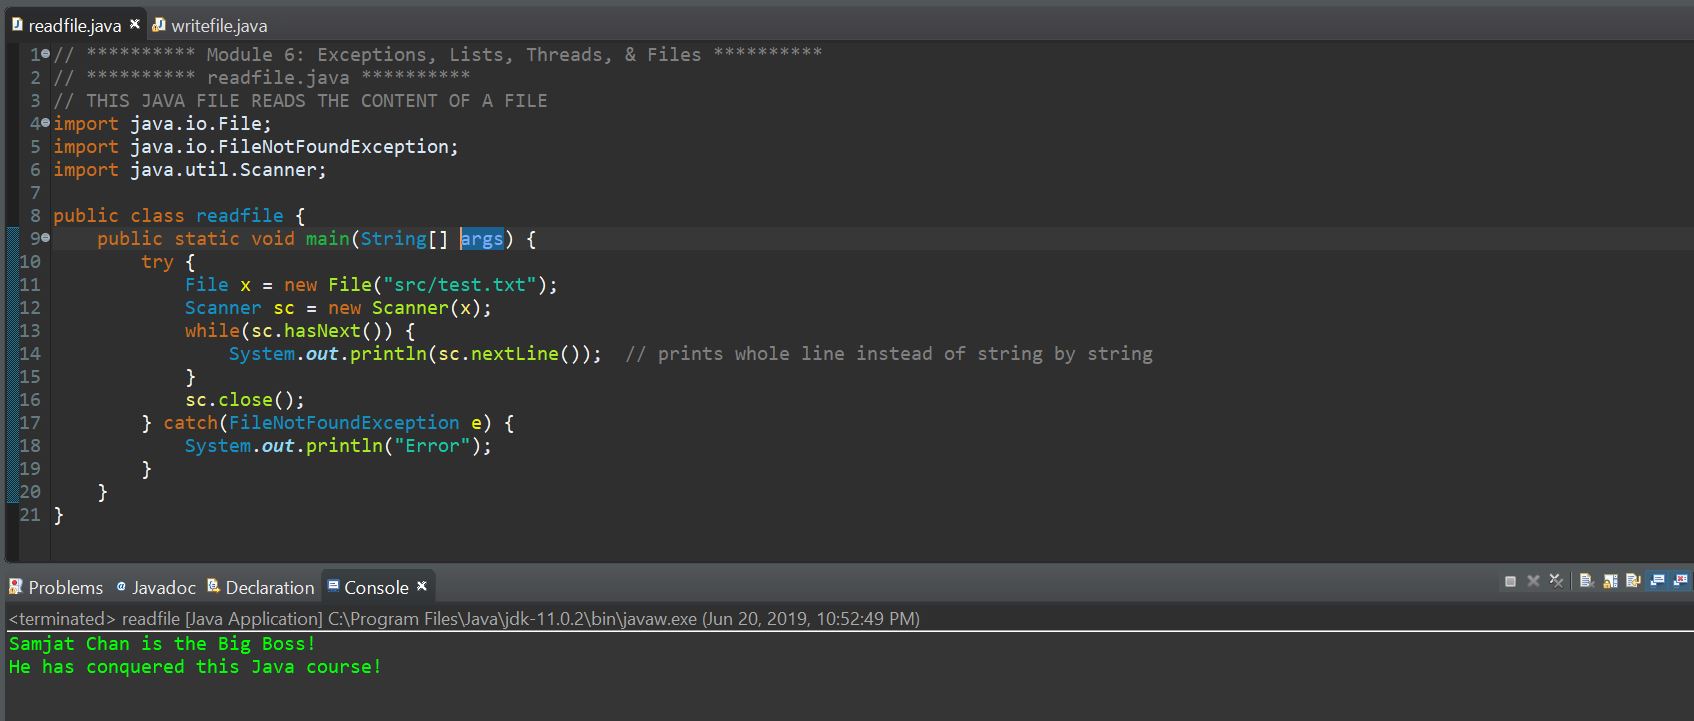 readfile.java writefile.java
1 // ********** Module 6: Exceptions, Lists, Threads, & Files **********
2 // ********** readfile.java **********
3 // THIS JAVA FILE READS THE CONTENT OF A FILE
4 import java.io.File;
5 import java.io.FileNotFoundException;
6 import java.util.Scanner;
7
8 public class readfile {
9     public static void main(String[] args) {
10         try {
11             File x = new File("src/test.txt");
12             Scanner sc = new Scanner(x);
13             while(sc.hasNext()) {
14                 System.out.println(sc.nextLine());  // prints whole line instead of string by string
15             }
16             sc.close();
17         } catch(FileNotFoundException e) {
18             System.out.println("Error");
19         }
20     }
21 }
Problems @ Javadoc Declaration Console
<terminated> readfile [Java Application] C:\Program Files\Java\jdk-11.0.2\bin\javaw.exe (Jun 20, 2019, 10:52:49 PM)
Samjat Chan is the Big Boss!
He has conquered this Java course!